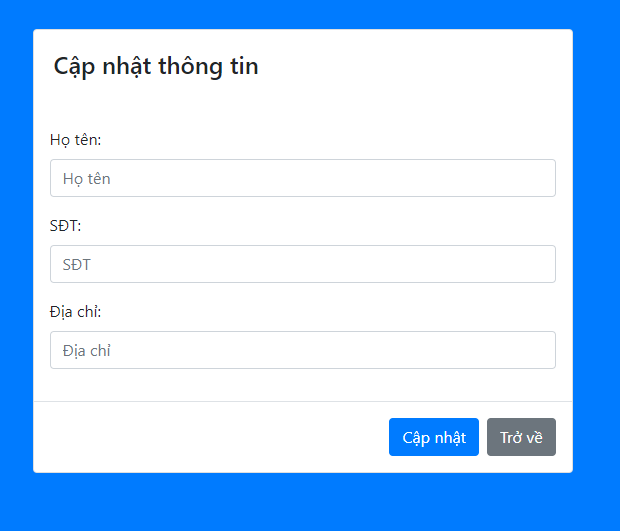 Cập nhật thông tin
Họ tên:
Họ tên
SĐT:
SĐT
Địa chỉ:
Địa chỉ
Cập nhật Trở về